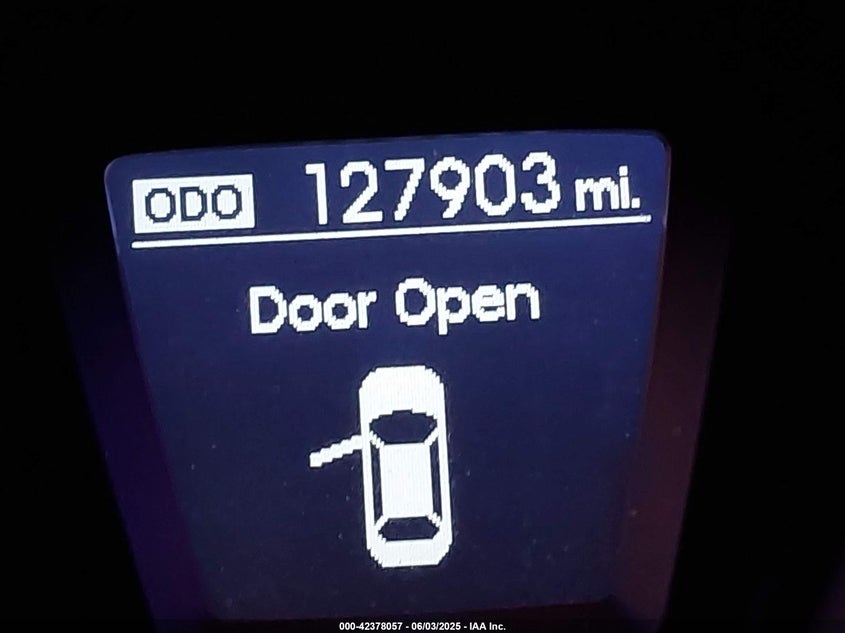 ODO 127903 mi.
Door Open
000-42378057 - 06/03/2025 - IAA Inc.